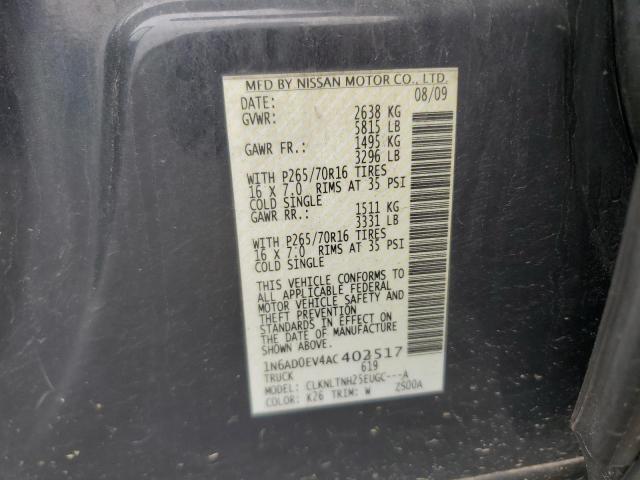 MFD BY NISSAN MOTOR CO., LTD.
DATE: 08/09
GVWR: 2638 KG
5815 LB
GAWR FR.: 1495 KG
3296 LB
WITH P265/70R16 TIRES
16 X 7.0 RIMS AT 35 PSI
COLD SINGLE
GAWR RR.: 1511 KG
3331 LB
WITH P265/70R16 TIRES
16 X 7.0 RIMS AT 35 PSI
COLD SINGLE
THIS VEHICLE CONFORMS TO
ALL APPLICABLE FEDERAL
MOTOR VEHICLE SAFETY AND
THEFT PREVENTION
STANDARDS IN EFFECT ON
THE DATE OF MANUFACTURE
SHOWN ABOVE.
1N6AD0EV4AC402517
TRUCK 619
MODEL: CLKNLTNH25EUGC---A
COLOR: K26 TRIM: W ZS00A